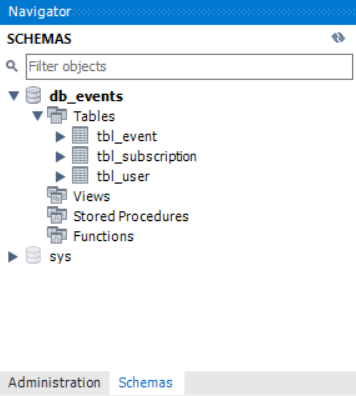 Navigator
SCHEMAS
Filter objects
db_events
Tables
tbl_event
tbl_subscription
tbl_user
Views
Stored Procedures
Functions
sys
Administration Schemas